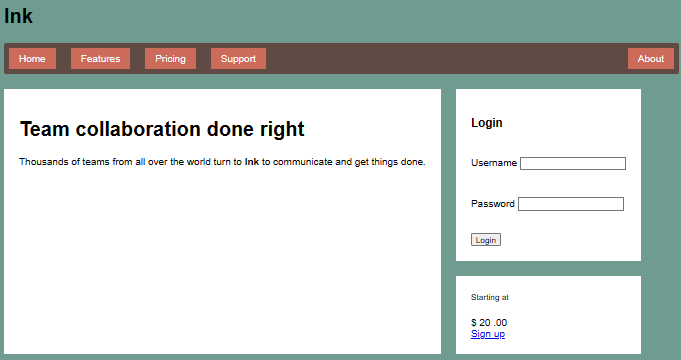 Ink
Home Features Pricing Support About
Team collaboration done right
Thousands of teams from all over the world turn to Ink to communicate and get things done.
Login
Username
Password
Login
Starting at
$ 20 .00
Sign up